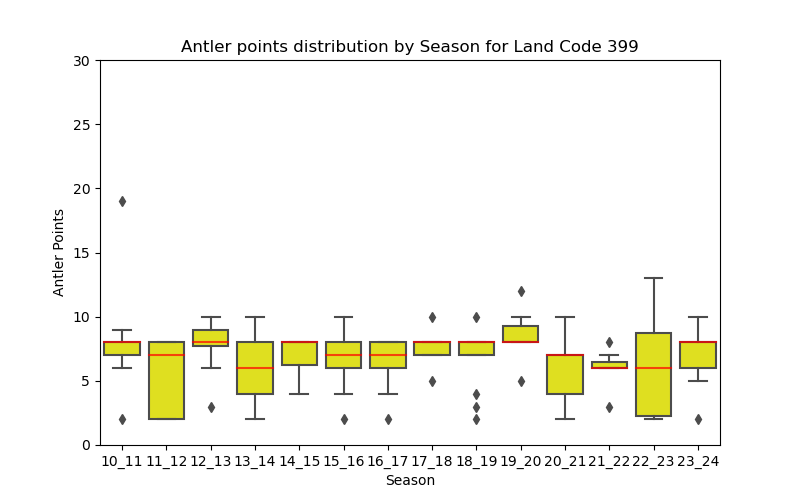 Antler points distribution by Season for Land Code 399
30
25
20
15
10
5
0
Antler Points
10_11 11_12 12_13 13_14 14_15 15_16 16_17 17_18 18_19 19_20 20_21 21_22 22_23 23_24
Season